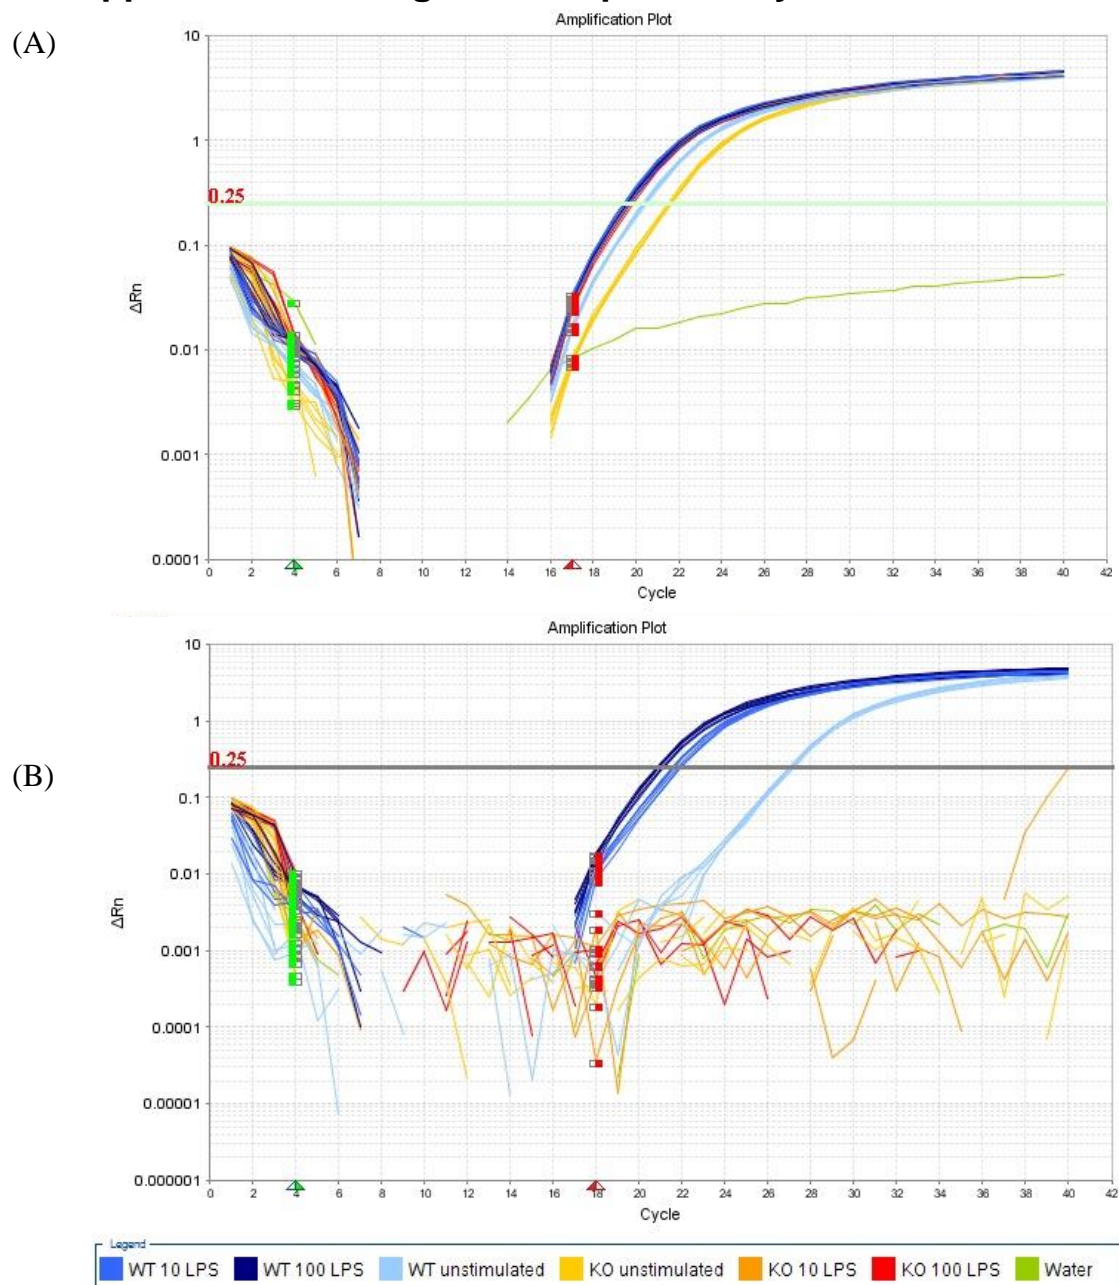 (A)
Amplification Plot
10
1
0.25
0.1
0.01
0.001
0.0001
ΔRn
0 2 4 6 8 10 12 14 16 18 20 22 24 26 28 30 32 34 36 38 40 42
Cycle
(B)
Amplification Plot
10
1
0.25
0.1
0.01
0.001
0.0001
0.00001
0.000001
ΔRn
0 2 4 6 8 10 12 14 16 18 20 22 24 26 28 30 32 34 36 38 40 42
Cycle
Legend
WT 10 LPS WT 100 LPS WT unstimulated KO unstimulated KO 10 LPS KO 100 LPS Water